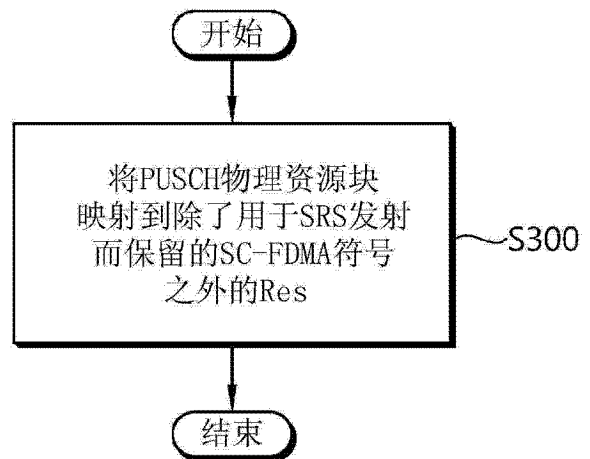 开始
将PUSCH物理资源块
映射到除了用于SRS发射
而保留的SC-FDMA符号
之外的Res
S300
结束